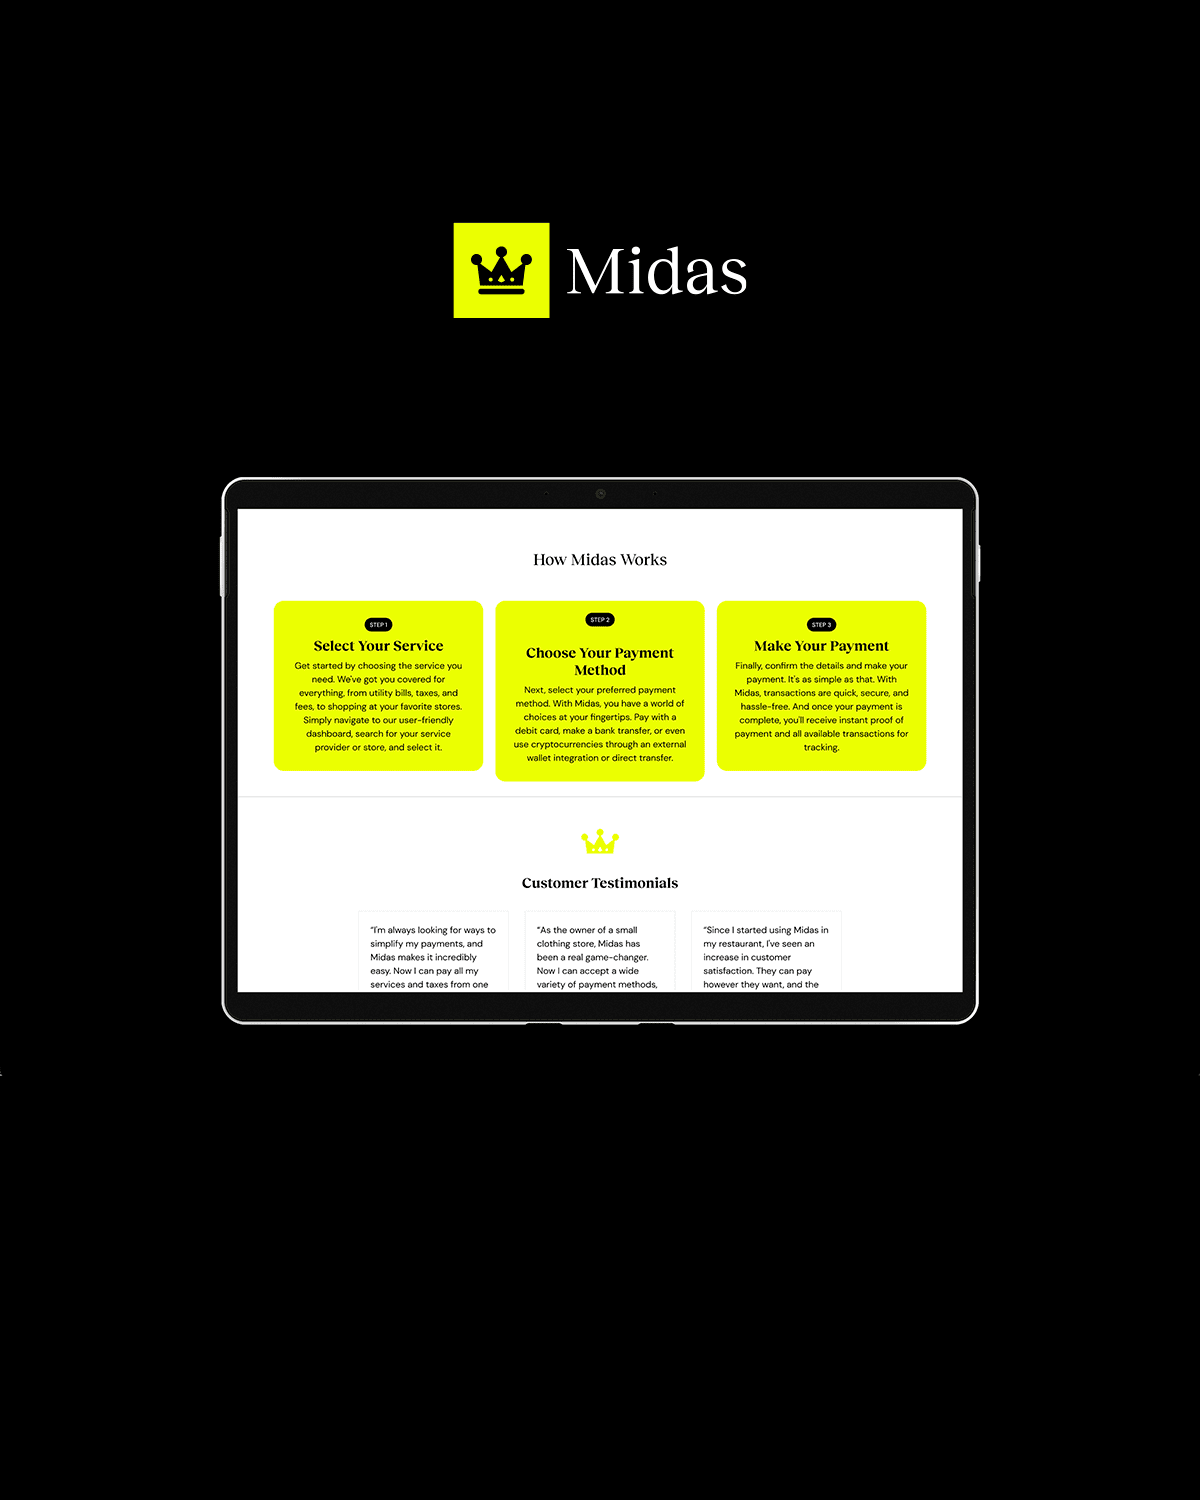 Midas
How Midas Works
STEP 1
Select Your Service
Get started by choosing the service you
need. We've got you covered for
everything, from utility bills, taxes, and
fees, to shopping at your favorite stores.
Simply navigate to our user-friendly
dashboard, search for your service
provider or store, and select it.
STEP 2
Choose Your Payment
Method
Next, select your preferred payment
method. With Midas, you have a world of
choices at your fingertips. Pay with a
debit card, make a bank transfer, or even
use cryptocurrencies through an external
wallet integration or direct transfer.
STEP 3
Make Your Payment
Finally, confirm the details and make your
payment. It's as simple as that. With
Midas, transactions are quick, secure, and
hassle-free. And once your payment is
complete, you'll receive instant proof of
payment and all available transactions for
tracking.
Customer Testimonials
“I'm always looking for ways to
simplify my payments, and
Midas makes it incredibly
easy. Now I can pay all my
services and taxes from one
“As the owner of a small
clothing store, Midas has
been a real game-changer.
Now I can accept a wide
variety of payment methods,
“Since I started using Midas in
my restaurant, I've seen an
increase in customer
satisfaction. They can pay
however they want, and the